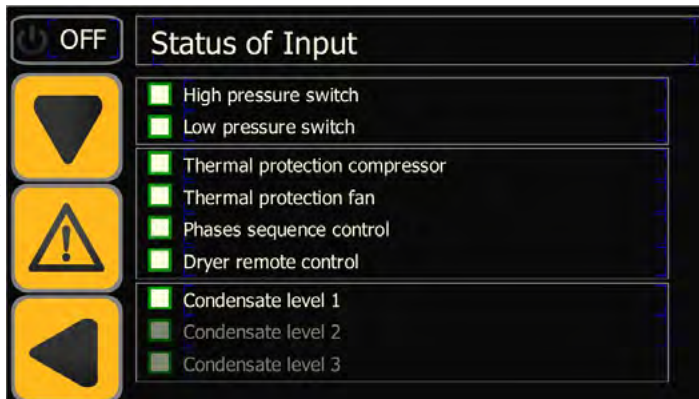 OFF
Status of Input
High pressure switch
Low pressure switch
Thermal protection compressor
Thermal protection fan
Phases sequence control
Dryer remote control
Condensate level 1
Condensate level 2
Condensate level 3